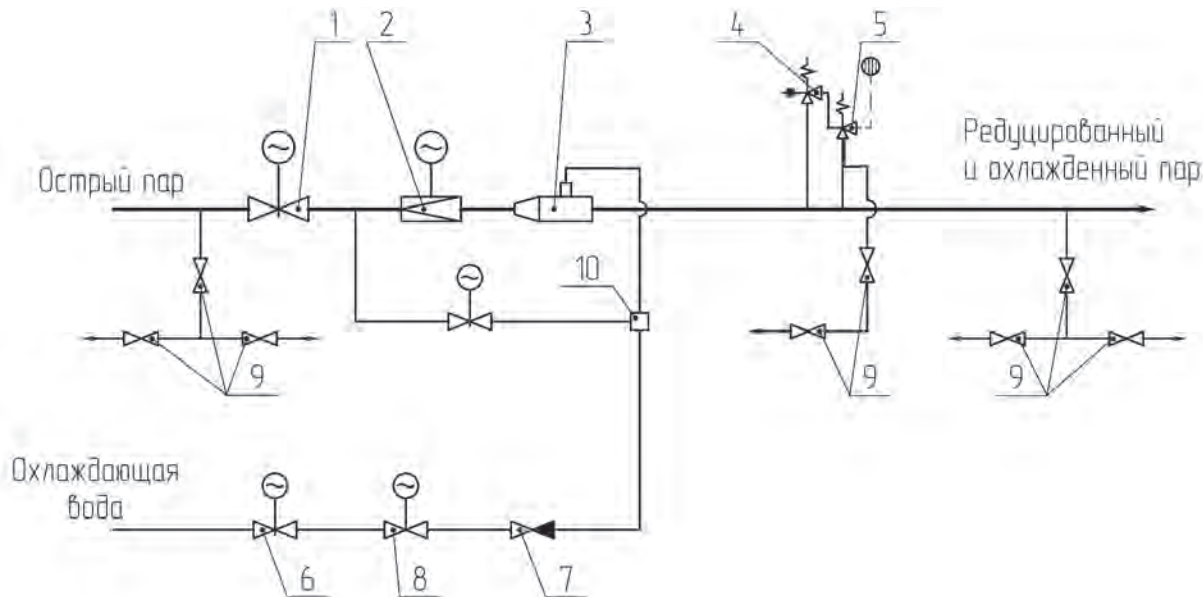 1 2 3 4 5
Острый пар
Редуцированный
и охлажденный пар
10
9 9 9
Охлаждающая
вода
6 8 7